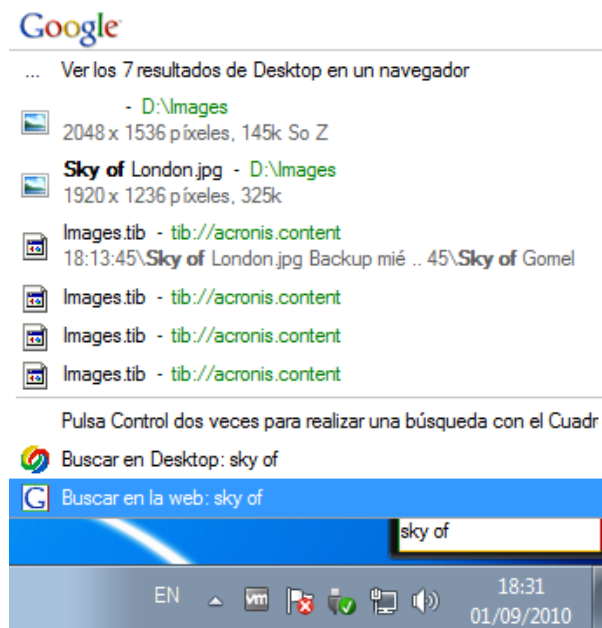 Google
... Ver los 7 resultados de Desktop en un navegador
- D:\Images
2048 x 1536 píxeles, 145k So Z
Sky of London.jpg - D:\Images
1920 x 1236 píxeles, 325k
Images.tib - tib://acronis.content
18:13:45\Sky of London.jpg Backup mié .. 45\Sky of Gomel
Images.tib - tib://acronis.content
Images.tib - tib://acronis.content
Images.tib - tib://acronis.content
Pulsa Control dos veces para realizar una búsqueda con el Cuadr
Buscar en Desktop: sky of
G Buscar en la web: sky of
sky of
EN vm 18:31
01/09/2010